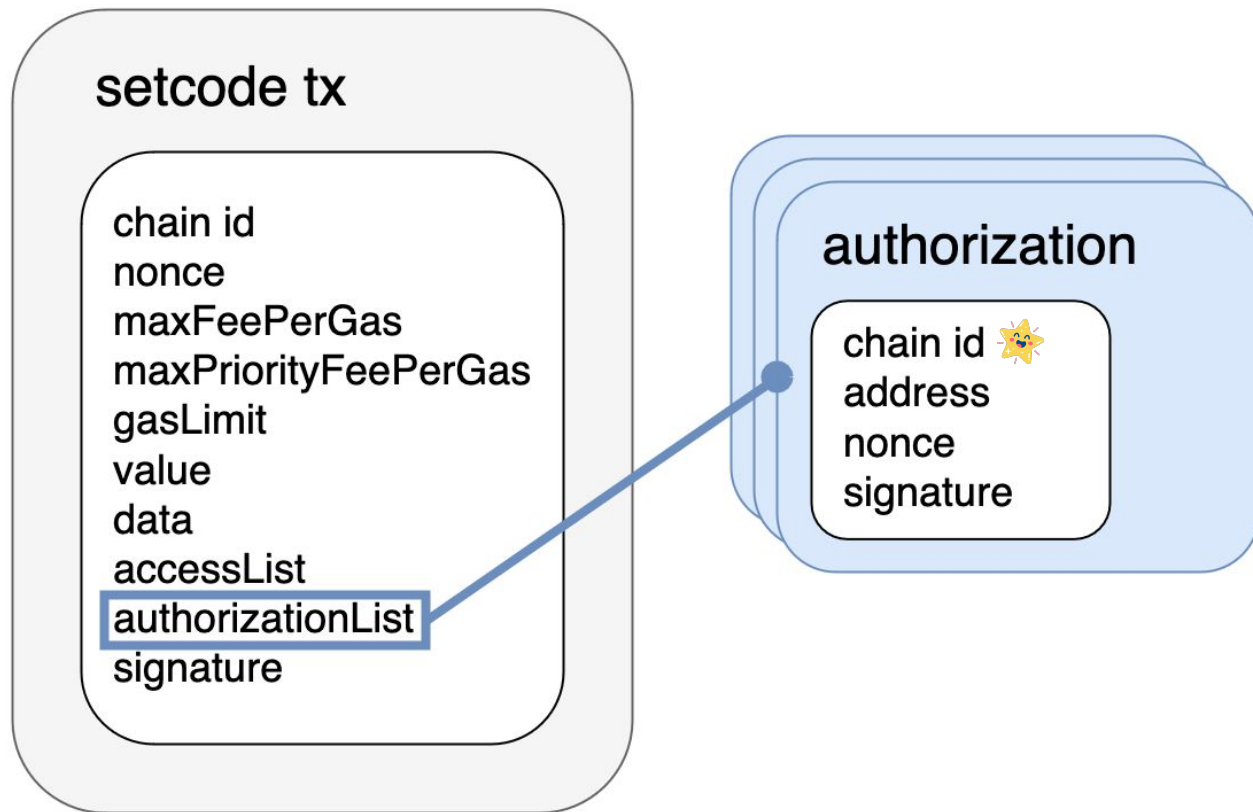 setcode tx
chain id
nonce
maxFeePerGas
maxPriorityFeePerGas
gasLimit
value
data
accessList
authorizationList
signature
authorization
chain id
address
nonce
signature